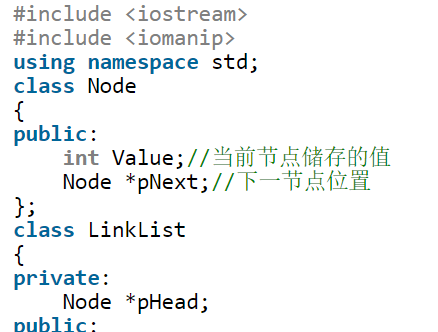 #include <iostream>
#include <iomanip>
using namespace std;
class Node
{
public:
    int Value;//当前节点储存的值
    Node *pNext;//下一节点位置
};
class LinkList
{
private:
    Node *pHead;
public: